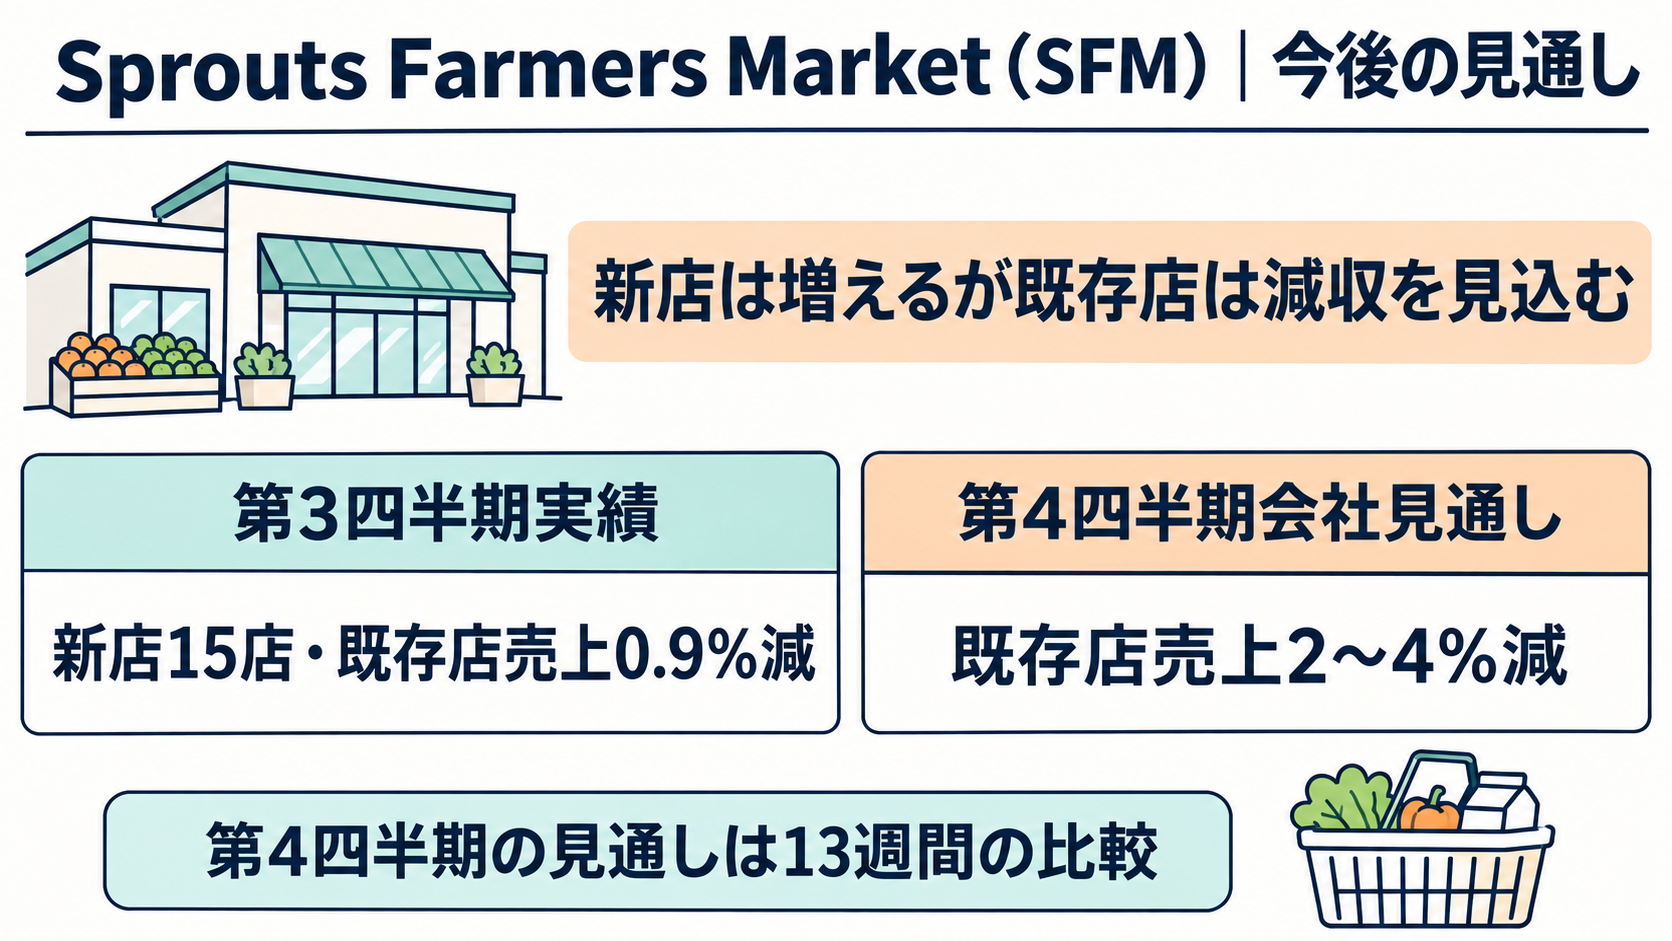 Sprouts Farmers Market（SFM）｜今後の見通し
新店は増えるが既存店は減収を見込む
第3四半期実績
新店15店・既存店売上0.9%減
第4四半期会社見通し
既存店売上2～4%減
第4四半期の見通しは13週間の比較